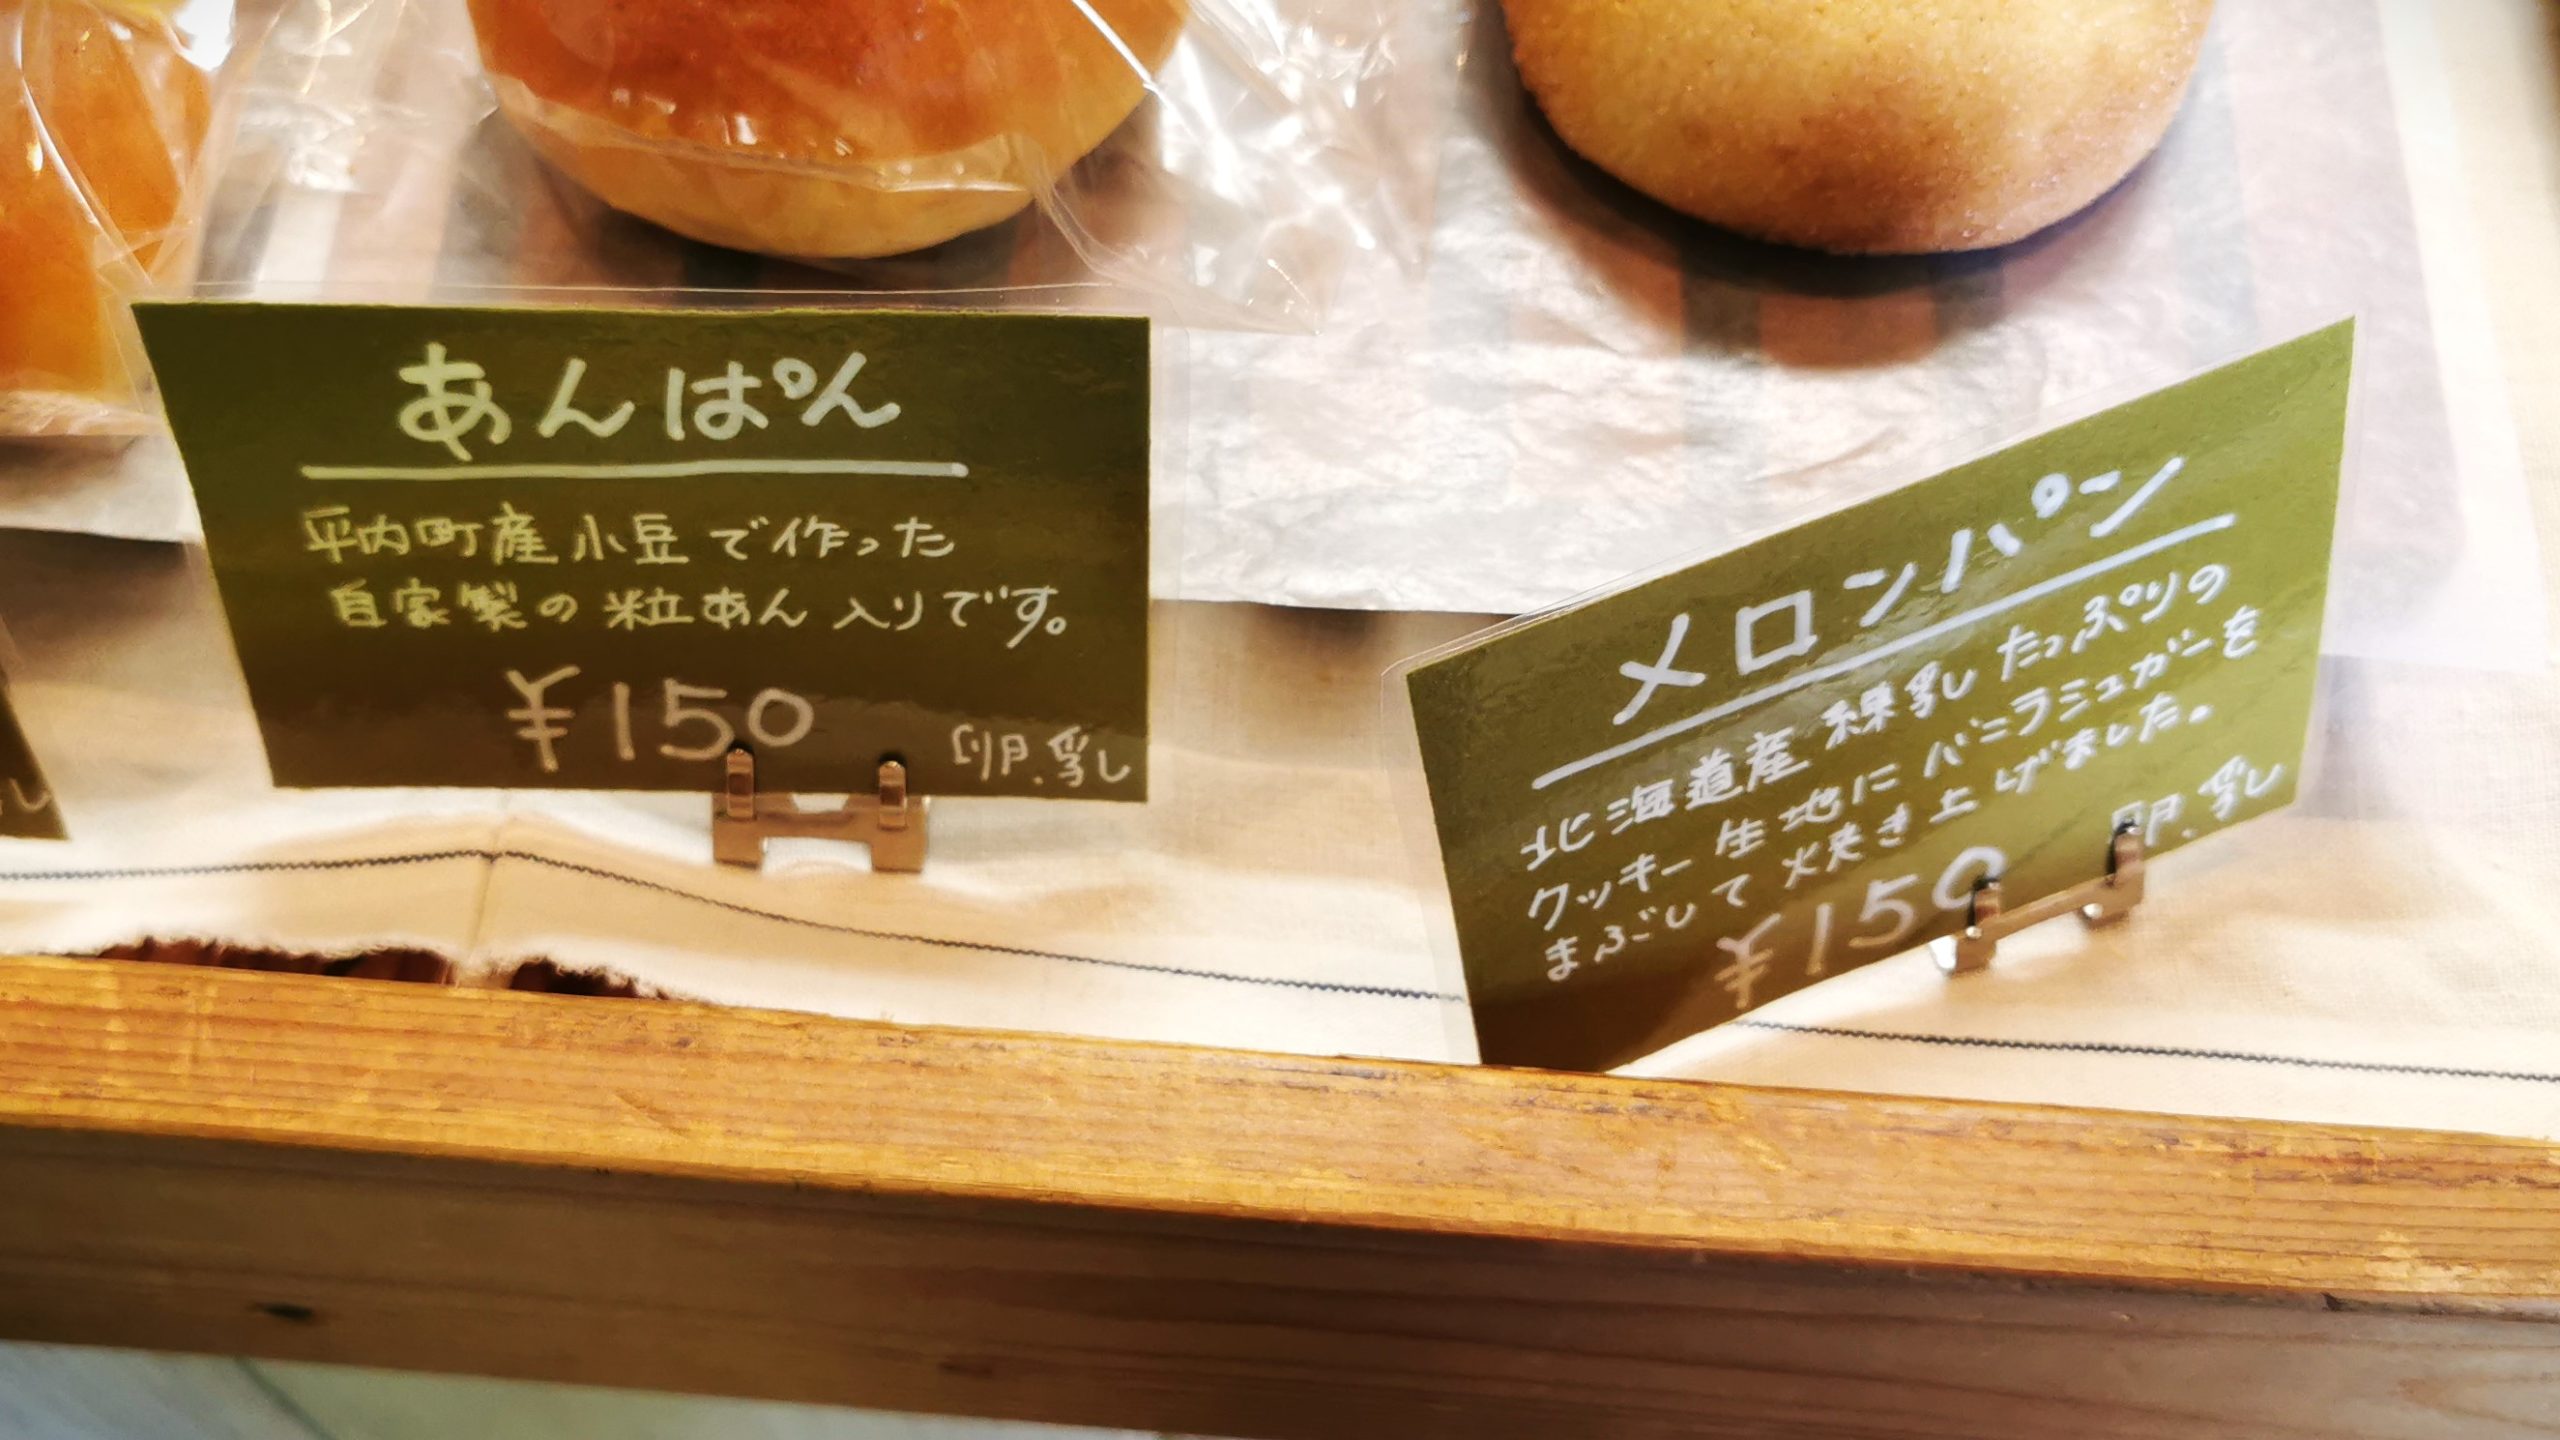 あんぱん
平内町産小豆で作った
自家製の粒あん入りです。
¥150
卵.乳
メロンパン
北海道産練乳たっぷりの
クッキー生地にバニラシュガーを
まぶして焼き上げました。
¥150
卵.乳
乳